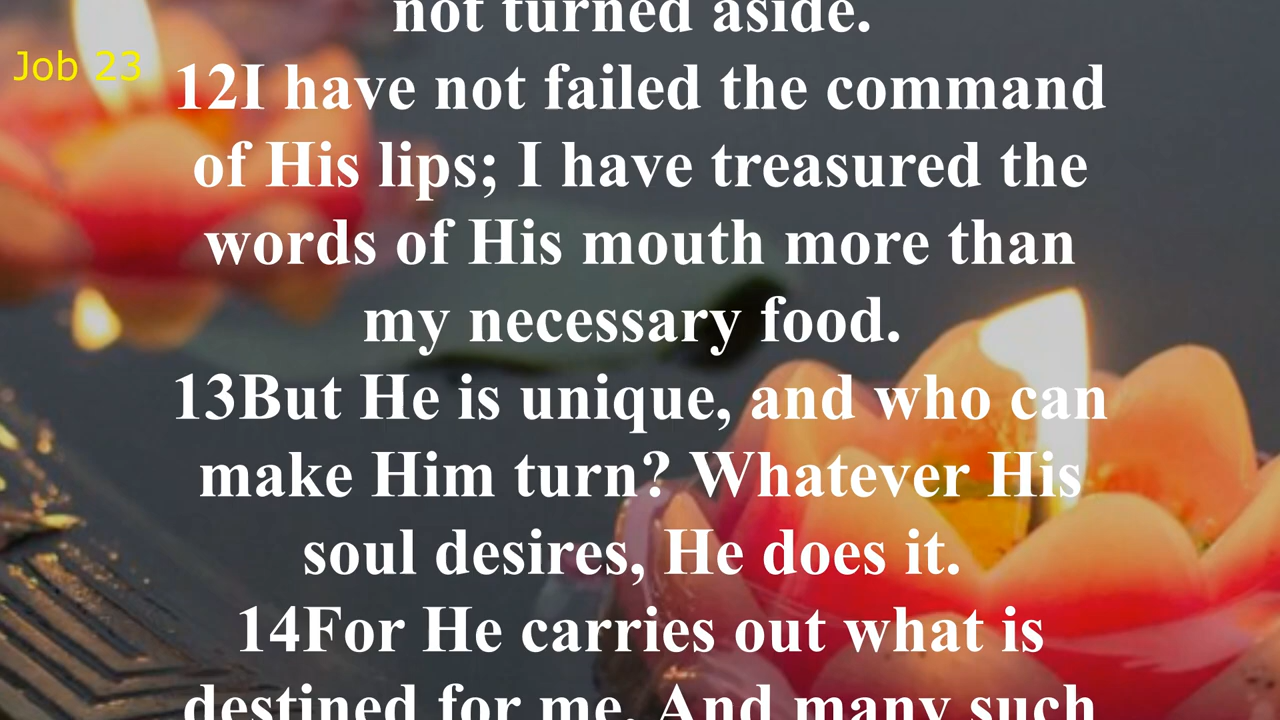 not turned aside.
Job 23
12I have not failed the command
of His lips; I have treasured the
words of His mouth more than
my necessary food.
13But He is unique, and who can
make Him turn? Whatever His
soul desires, He does it.
14For He carries out what is
destined for me, And many such